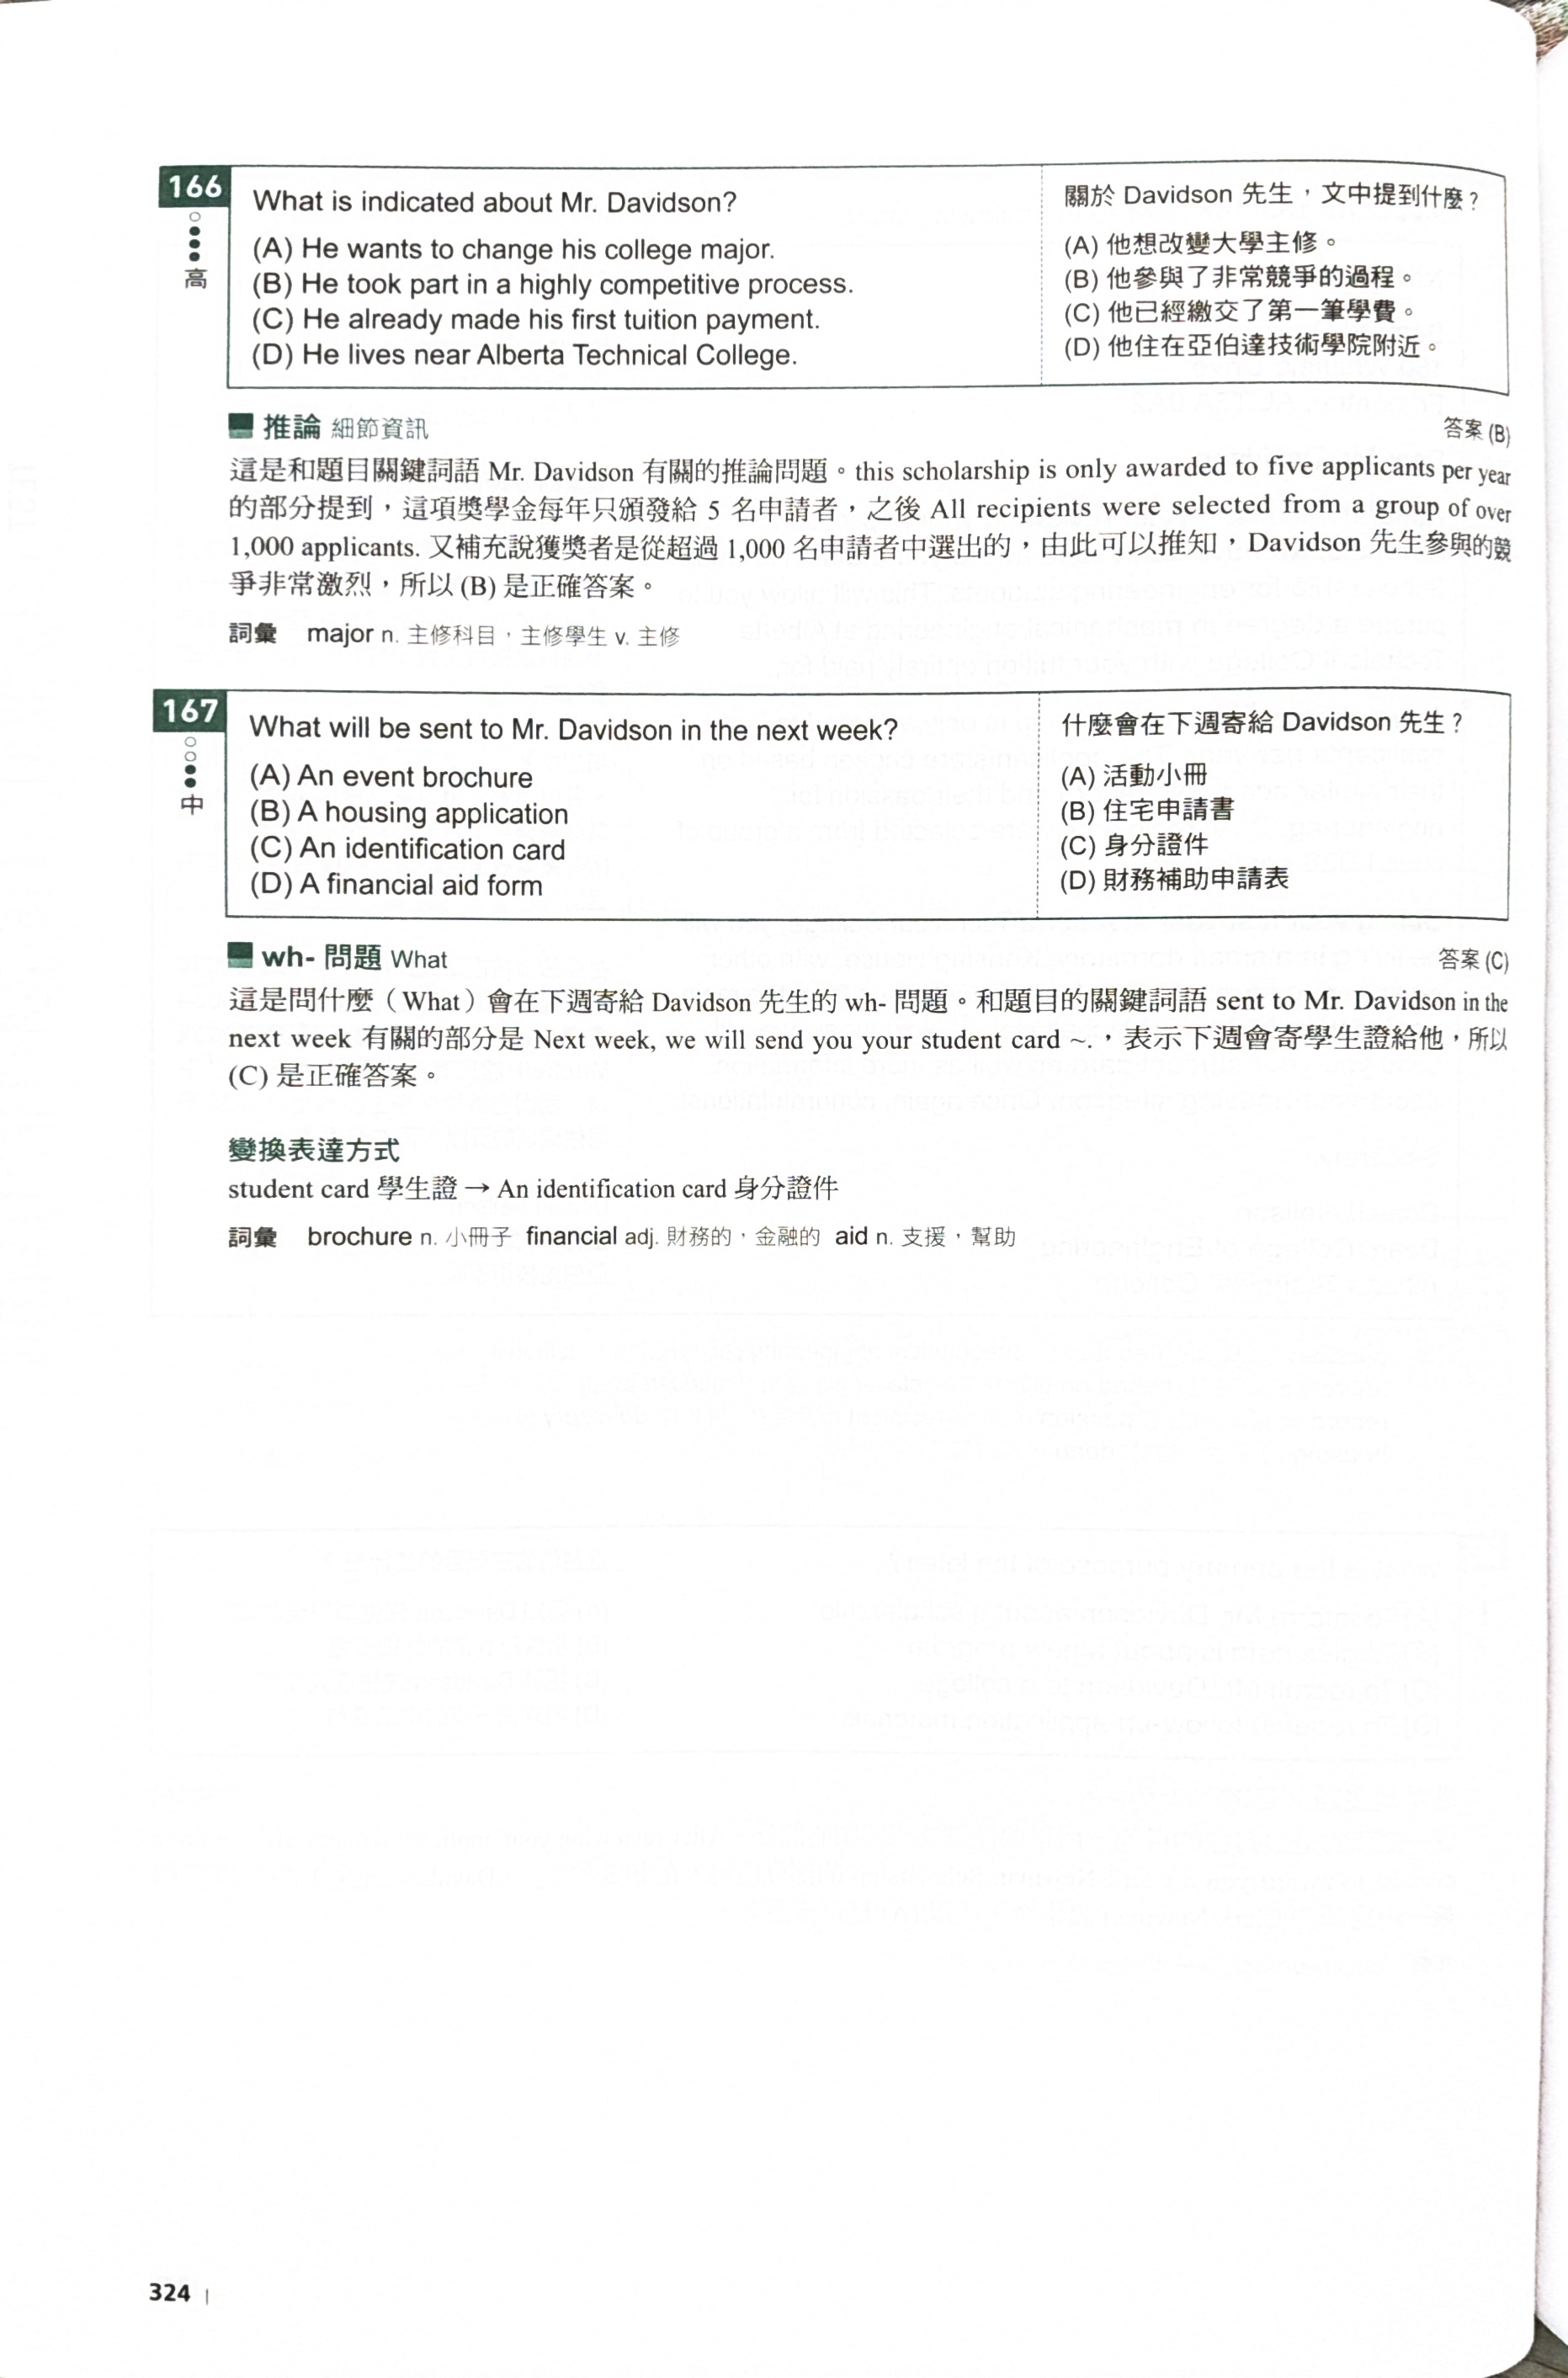 166
高
What is indicated about Mr. Davidson?
(A) He wants to change his college major.
(B) He took part in a highly competitive process.
(C) He already made his first tuition payment.
(D) He lives near Alberta Technical College.
關於 Davidson 先生，文中提到什麼？
(A) 他想改變大學主修。
(B) 他參與了非常競爭的過程。
(C) 他已經繳交了第一筆學費。
(D) 他住在亞伯達技術學院附近。
推論 細節資訊 答案 (B)
這是和題目關鍵詞語 Mr. Davidson 有關的推論問題。this scholarship is only awarded to five applicants per year
的部分提到，這項獎學金每年只頒發給 5 名申請者，之後 All recipients were selected from a group of over
1,000 applicants. 又補充說獲獎者是從超過 1,000 名申請者中選出的，由此可以推知，Davidson 先生參與的競
爭非常激烈，所以 (B) 是正確答案。
詞彙 major n. 主修科目，主修學生 v. 主修
167
中
What will be sent to Mr. Davidson in the next week?
(A) An event brochure
(B) A housing application
(C) An identification card
(D) A financial aid form
什麼會在下週寄給 Davidson 先生？
(A) 活動小冊
(B) 住宅申請書
(C) 身分證件
(D) 財務補助申請表
wh- 問題 What 答案 (C)
這是問什麼（What）會在下週寄給 Davidson 先生的 wh- 問題。和題目的關鍵詞語 sent to Mr. Davidson in the
next week 有關的部分是 Next week, we will send you your student card ~.，表示下週會寄學生證給他，所以
(C) 是正確答案。
變換表達方式
student card 學生證 → An identification card 身分證件
詞彙 brochure n. 小冊子 financial adj. 財務的，金融的 aid n. 支援，幫助
324